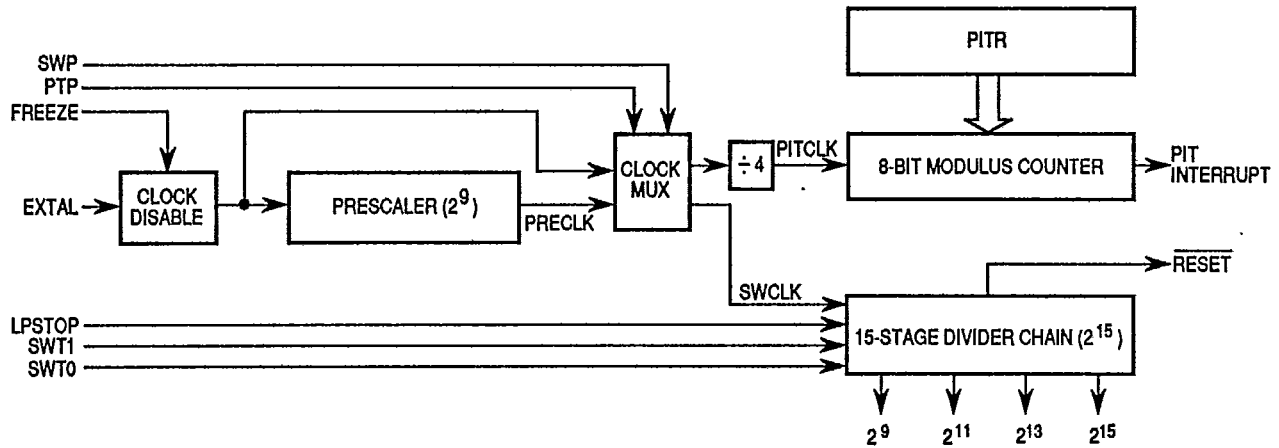 PITR
SWP
PTP
FREEZE
CLOCK
MUX
÷ 4
PITCLK
8-BIT MODULUS COUNTER
PIT
INTERRUPT
EXTAL
CLOCK
DISABLE
PRESCALER (2⁹)
PRECLK
RESET
SWCLK
LPSTOP
SWT1
SWT0
15-STAGE DIVIDER CHAIN (2¹⁵)
2⁹ 2¹¹ 2¹³ 2¹⁵